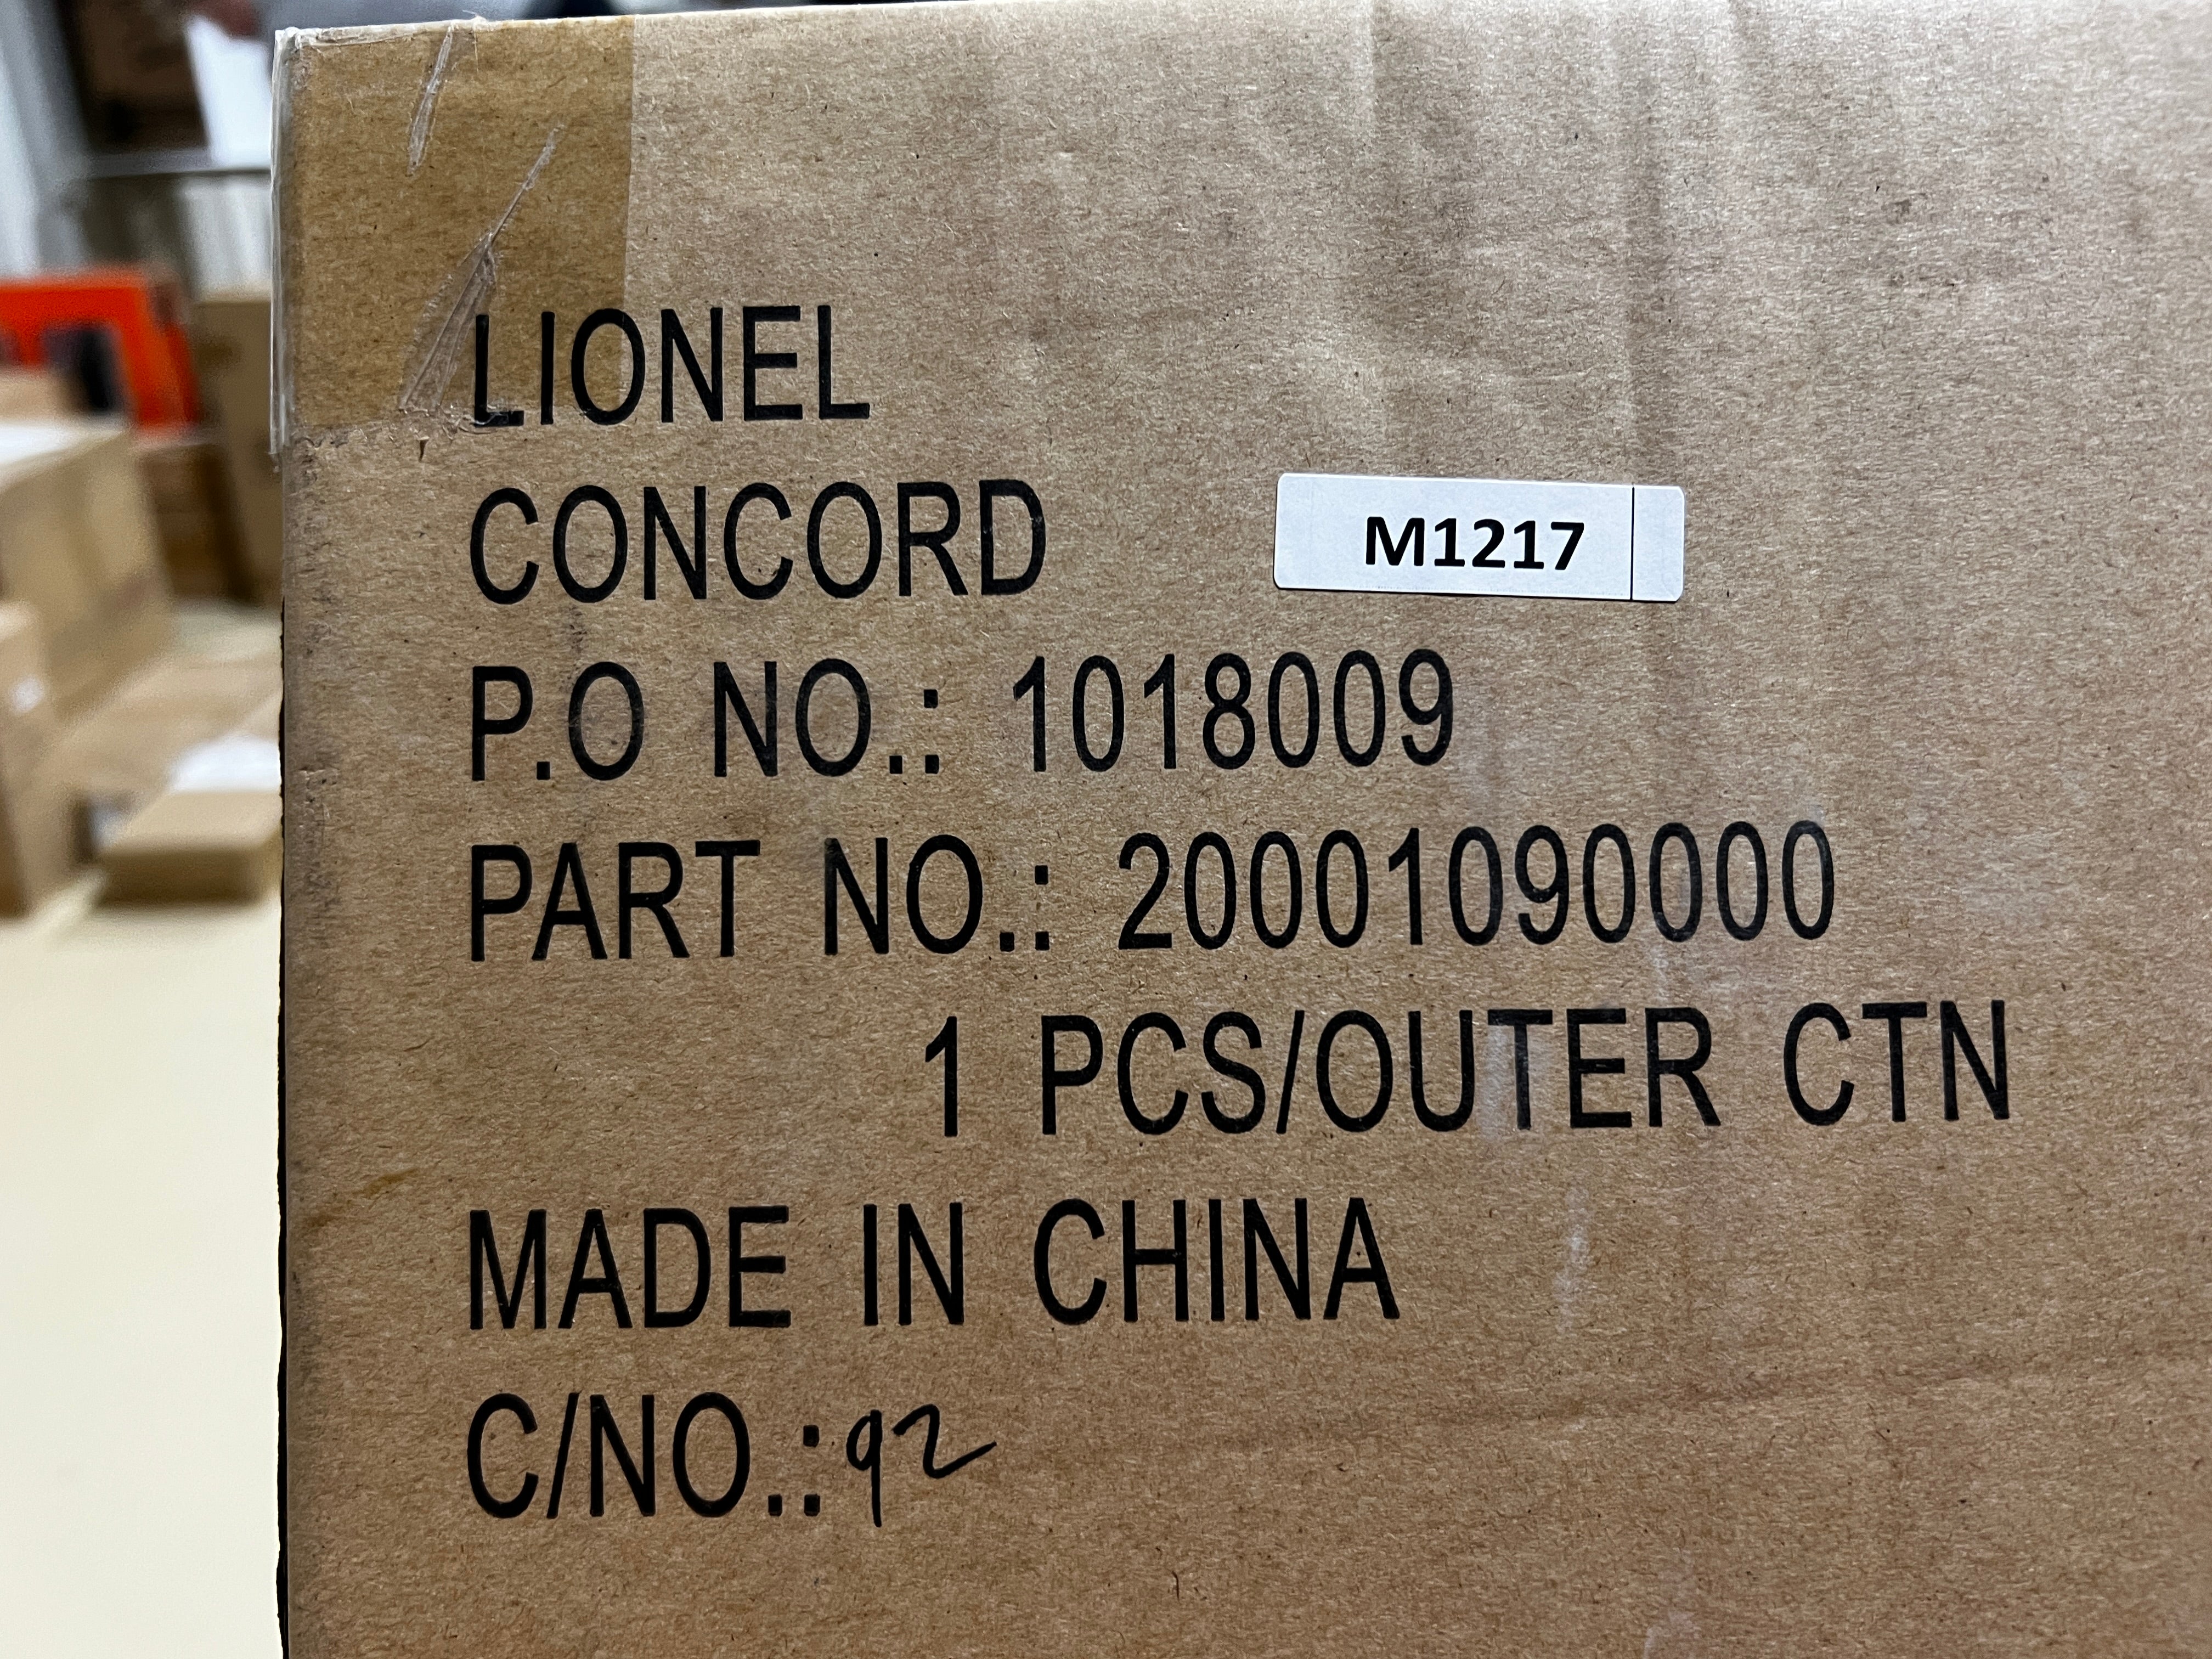 LIONEL
CONCORD
M1217
P.O NO.: 1018009
PART NO.: 20001090000
1 PCS/OUTER CTN
MADE IN CHINA
C/NO.:92